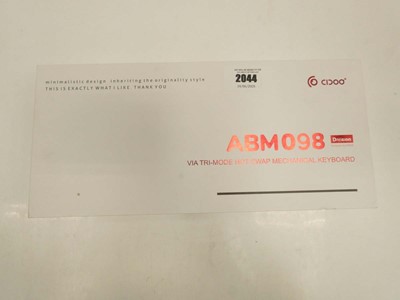 minimalistic design. inheriting the originality style
THIS IS EXACTLY WHAT I LIKE THANK YOU
2044
CIDOO
ABM098
VIA TRI-MODE HOT-SWAP MECHANICAL KEYBOARD